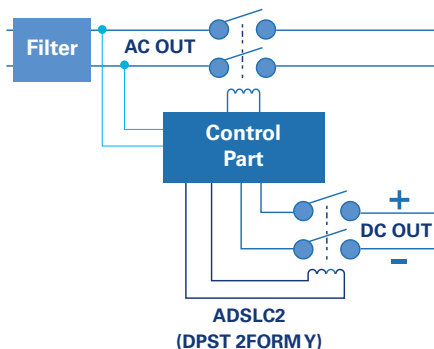 Filter
AC OUT
Control
Part
+
DC OUT
–
ADSLC2
(DPST 2FORM Y)